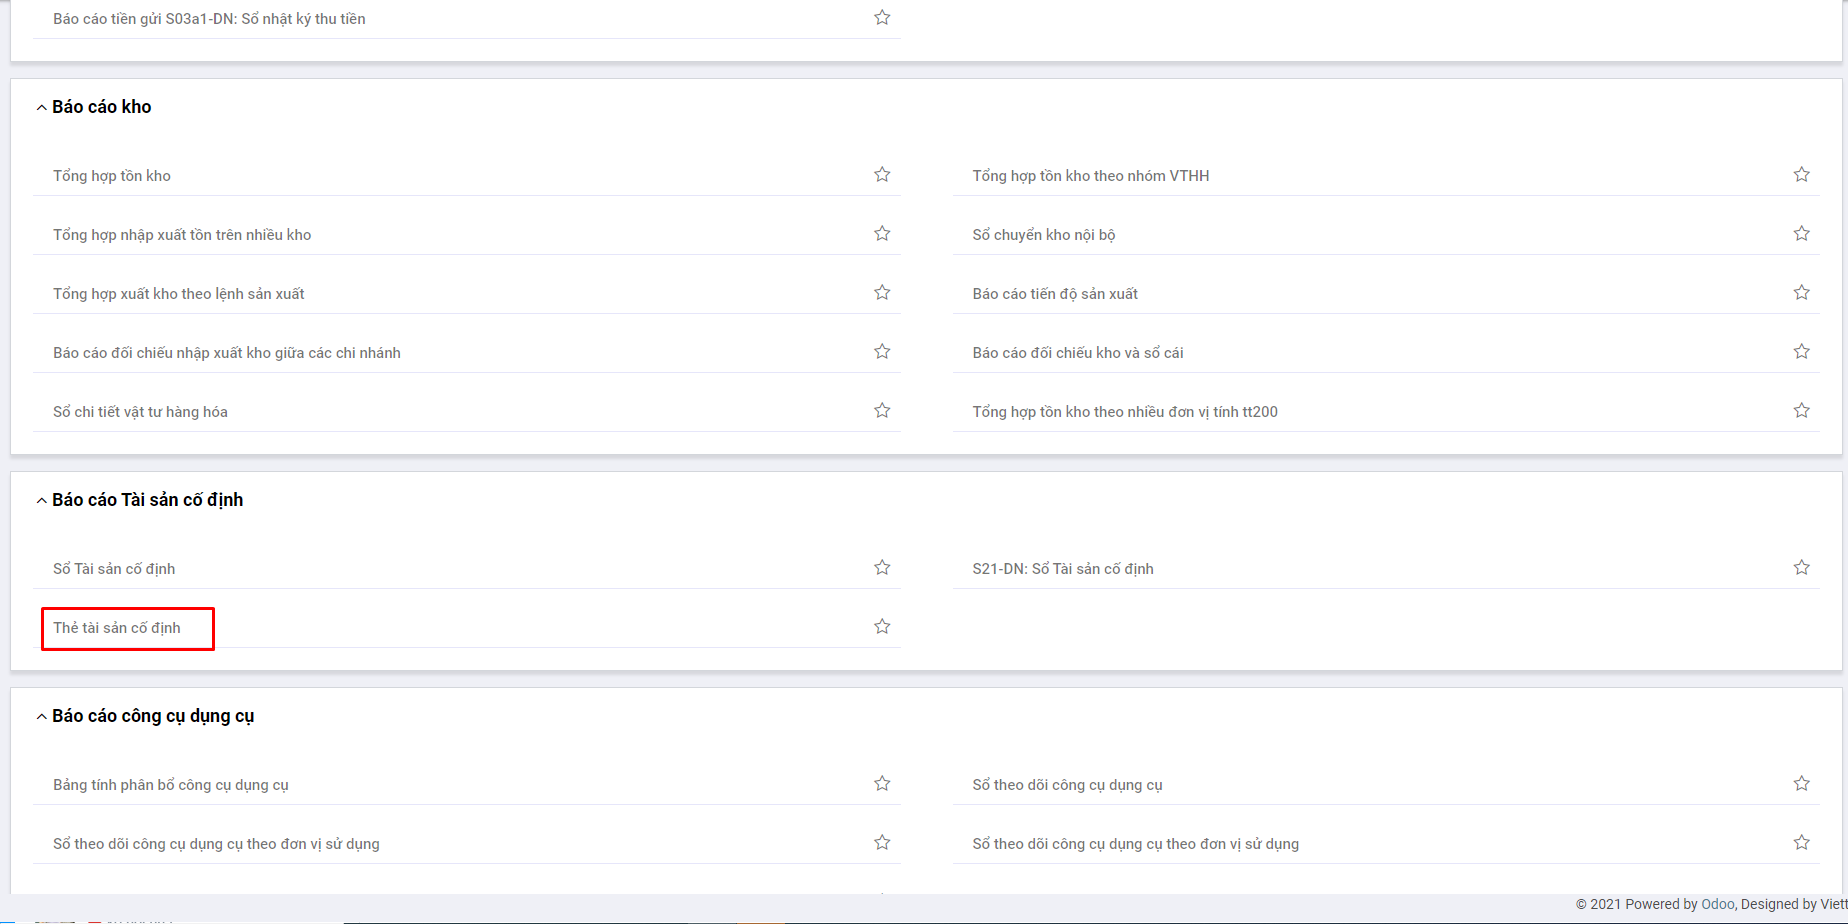 Báo cáo tiền gửi S03a1-DN: Sổ nhật ký thu tiền
Báo cáo kho
Tổng hợp tồn kho
Tổng hợp tồn kho theo nhóm VTHH
Tổng hợp nhập xuất tồn trên nhiều kho
Sổ chuyển kho nội bộ
Tổng hợp xuất kho theo lệnh sản xuất
Báo cáo tiến độ sản xuất
Báo cáo đối chiếu nhập xuất kho giữa các chi nhánh
Báo cáo đối chiếu kho và sổ cái
Sổ chi tiết vật tư hàng hóa
Tổng hợp tồn kho theo nhiều đơn vị tính tt200
Báo cáo Tài sản cố định
Sổ Tài sản cố định
S21-DN: Sổ Tài sản cố định
Thẻ tài sản cố định
Báo cáo công cụ dụng cụ
Bảng tính phân bổ công cụ dụng cụ
Sổ theo dõi công cụ dụng cụ
Sổ theo dõi công cụ dụng cụ theo đơn vị sử dụng
Sổ theo dõi công cụ dụng cụ theo đơn vị sử dụng
© 2021 Powered by Odoo, Designed by Viett